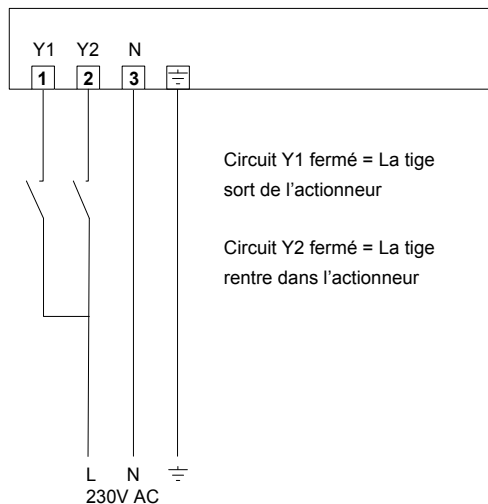 Y1 Y2 N
1 2 3
Circuit Y1 fermé = La tige
sort de l'actionneur
Circuit Y2 fermé = La tige
rentre dans l'actionneur
L N
230V AC